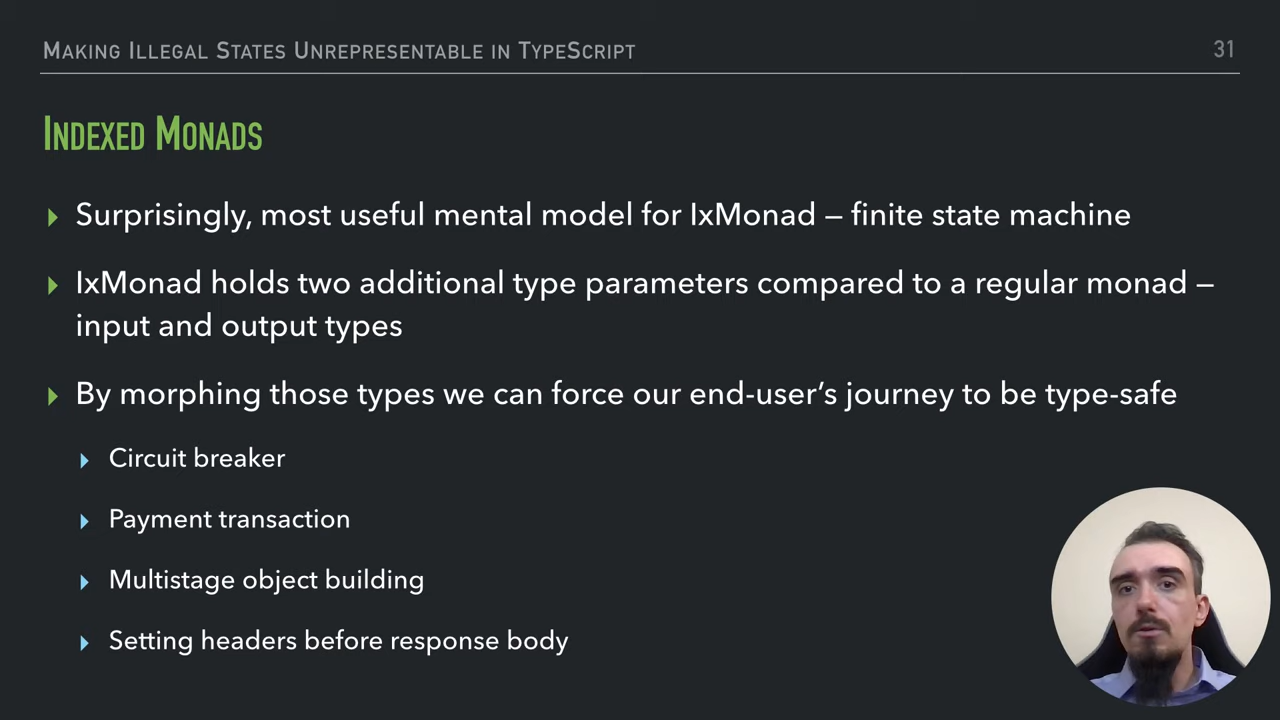 Making Illegal States Unrepresentable in TypeScript
31
Indexed Monads
Surprisingly, most useful mental model for IxMonad – finite state machine
IxMonad holds two additional type parameters compared to a regular monad –
input and output types
By morphing those types we can force our end-user’s journey to be type-safe
Circuit breaker
Payment transaction
Multistage object building
Setting headers before response body